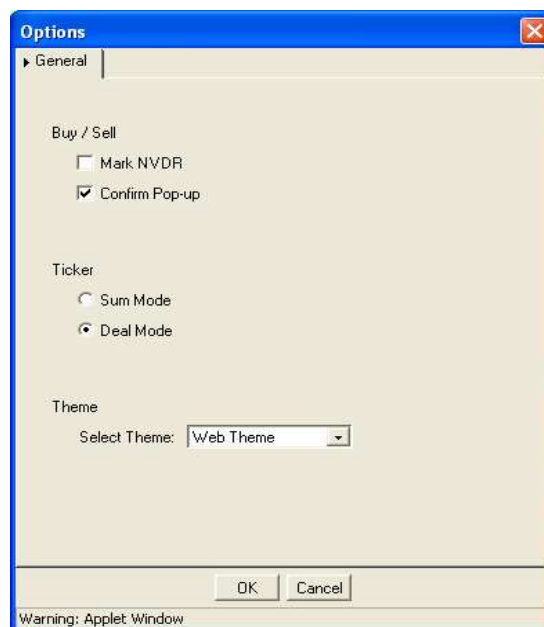 Options
General
Buy / Sell
Mark NVDR
Confirm Pop-up
Ticker
Sum Mode
Deal Mode
Theme
Select Theme: Web Theme
OK Cancel
Warning: Applet Window